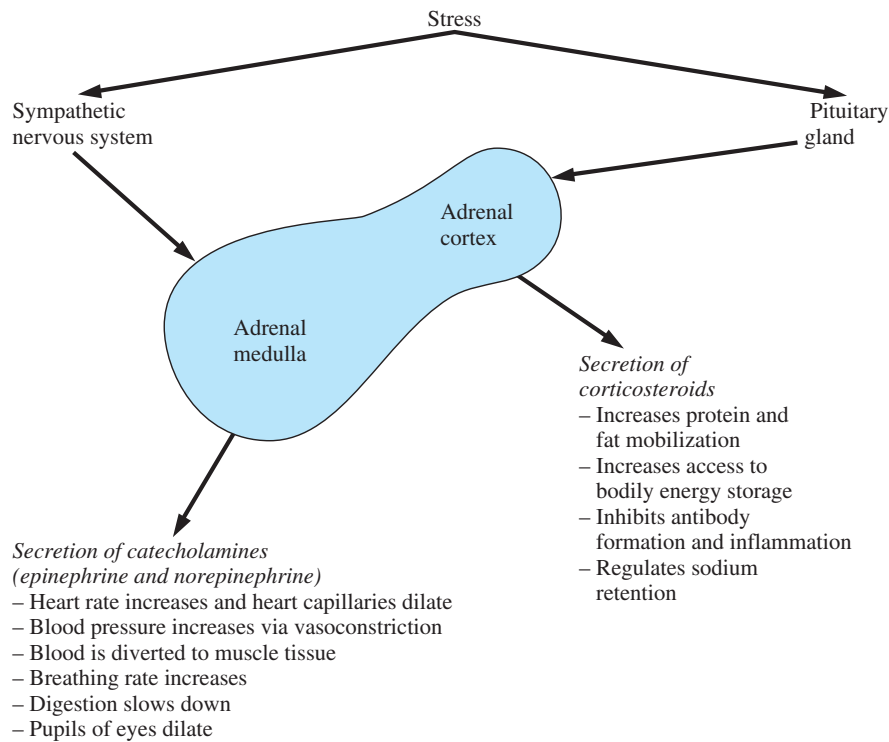 Stress
Sympathetic
nervous system
Pituitary
gland
Adrenal
cortex
Adrenal
medulla
Secretion of
corticosteroids
– Increases protein and
fat mobilization
– Increases access to
bodily energy storage
– Inhibits antibody
formation and inflammation
– Regulates sodium
retention
Secretion of catecholamines
(epinephrine and norepinephrine)
– Heart rate increases and heart capillaries dilate
– Blood pressure increases via vasoconstriction
– Blood is diverted to muscle tissue
– Breathing rate increases
– Digestion slows down
– Pupils of eyes dilate